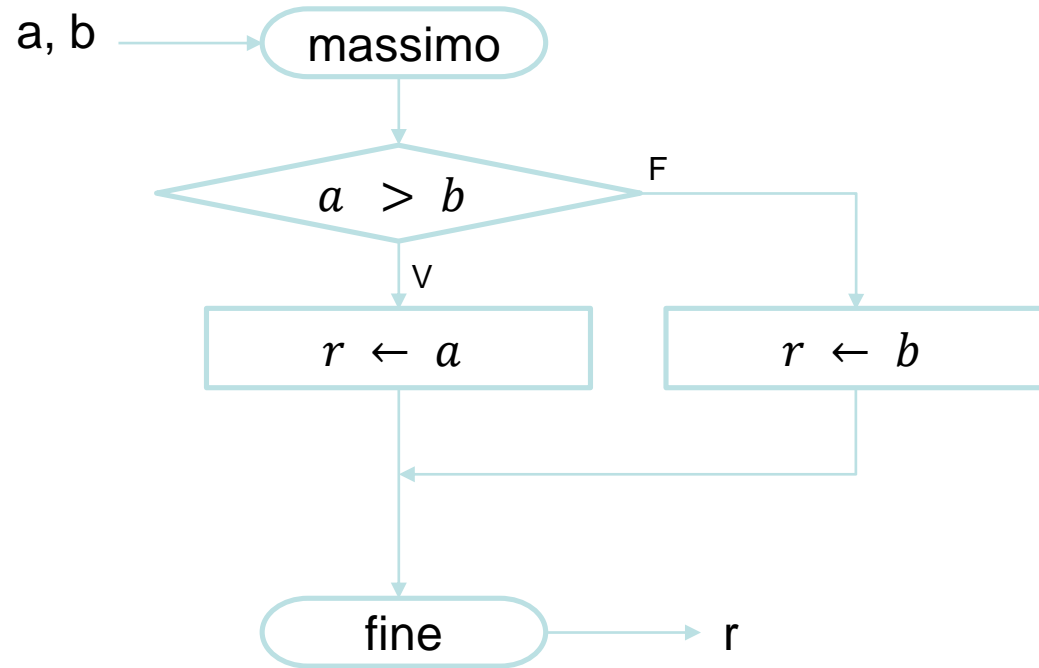 a, b
massimo
a > b
F
V
r ← a
r ← b
fine
r